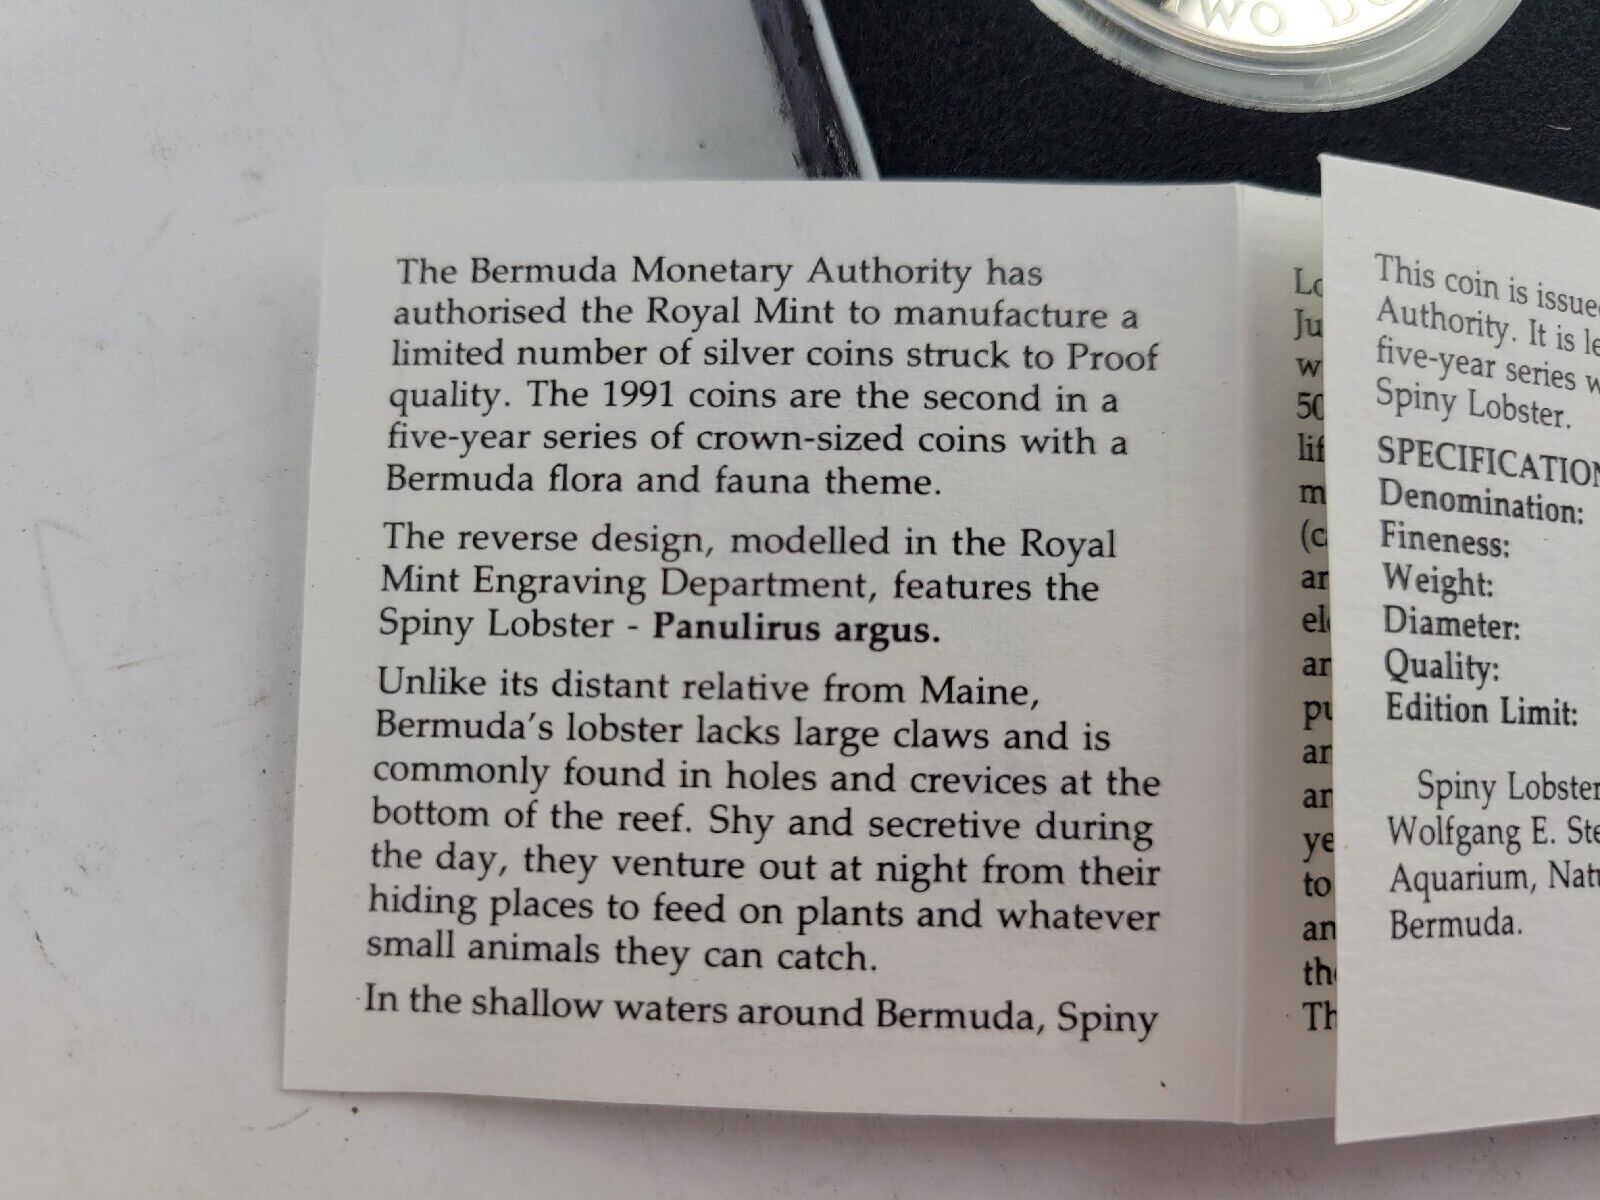 TWO
The Bermuda Monetary Authority has
authorised the Royal Mint to manufacture a
limited number of silver coins struck to Proof
quality. The 1991 coins are the second in a
five-year series of crown-sized coins with a
Bermuda flora and fauna theme.
The reverse design, modelled in the Royal
Mint Engraving Department, features the
Spiny Lobster - Panulirus argus.
Unlike its distant relative from Maine,
Bermuda's lobster lacks large claws and is
commonly found in holes and crevices at the
bottom of the reef. Shy and secretive during
the day, they venture out at night from their
hiding places to feed on plants and whatever
small animals they can catch.
In the shallow waters around Bermuda, Spiny
to
This coin is
Authority. It is
five-year series
Spiny Lobster.
Denomination:
Fineness:
Weight:
Diameter:
Quality:
Edition Limit:
Spiny
Wolfgang E.
Aquarium,
Bermuda.